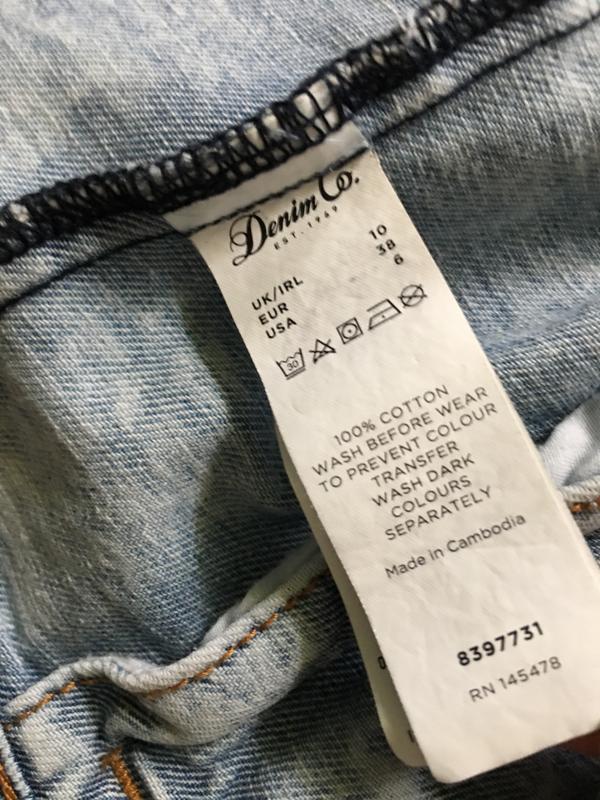 Denim Co.
EST. 1969
UK/IRL 10
EUR 38
USA 6
30
100% COTTON
WASH BEFORE WEAR
TO PREVENT COLOUR
TRANSFER
WASH DARK
COLOURS
SEPARATELY
Made in Cambodia
8397731
RN 145478